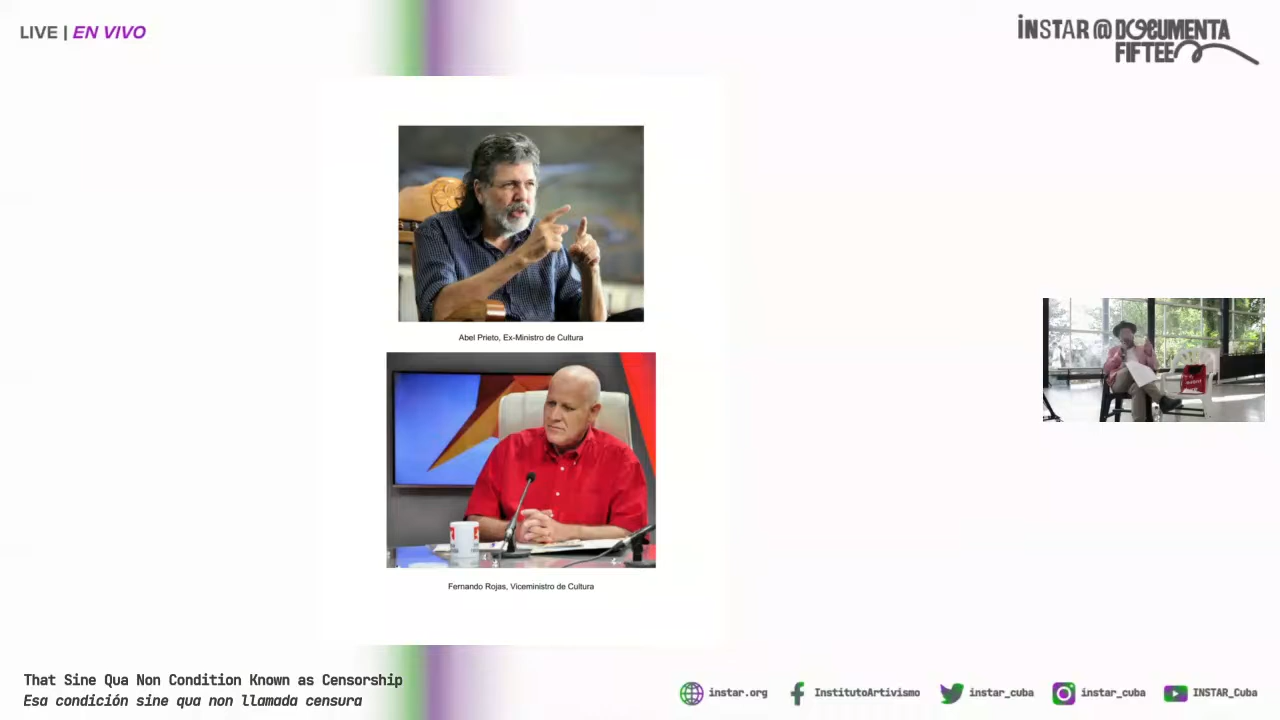 LIVE | EN VIVO
INSTAR @ DOCUMENTA
FIFTEE
Abel Prieto, Ex-Ministro de Cultura
Fernando Rojas, Viceministro de Cultura
That Sine Qua Non Condition Known as Censorship
Esa condición sine qua non llamada censura
instar.org
InstitutoArtivismo
instar_cuba
instar_cuba
INSTAR_Cuba